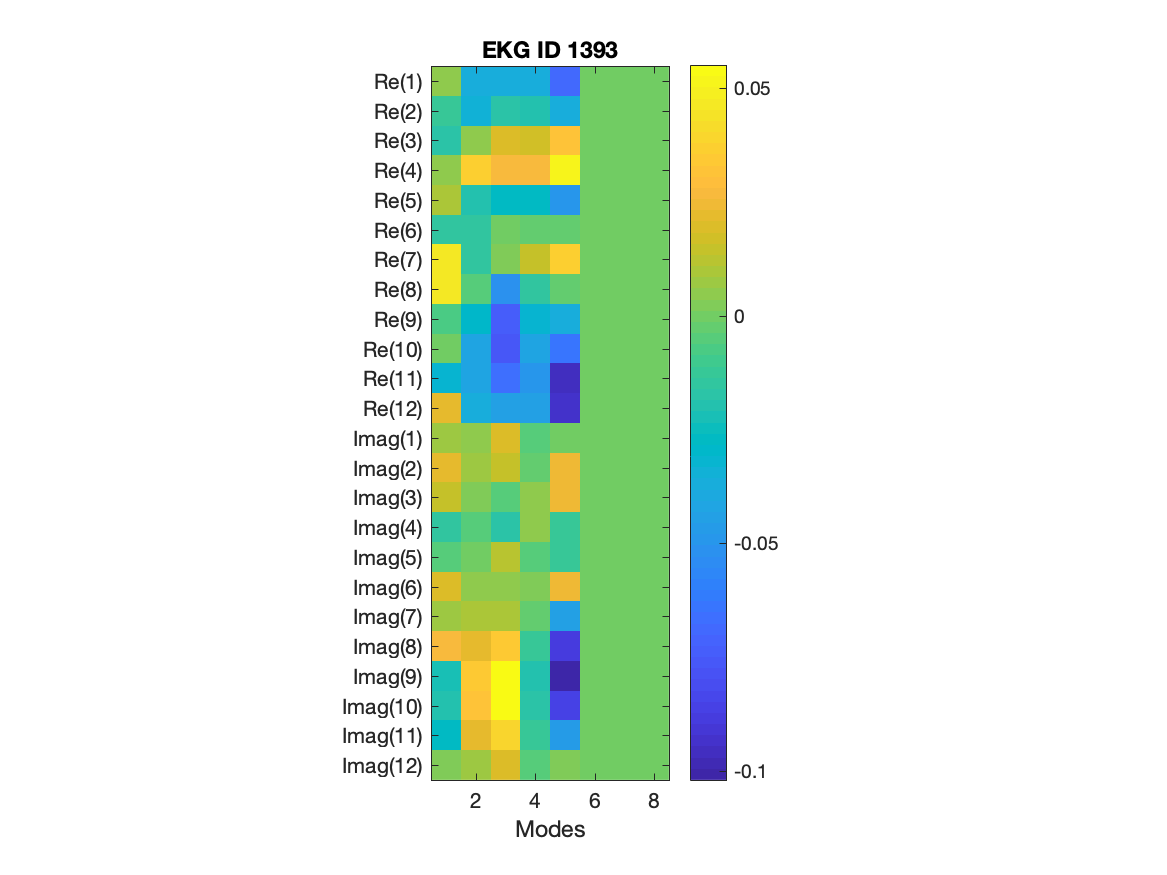 EKG ID 1393
Re(1)
Re(2)
Re(3)
Re(4)
Re(5)
Re(6)
Re(7)
Re(8)
Re(9)
Re(10)
Re(11)
Re(12)
Imag(1)
Imag(2)
Imag(3)
Imag(4)
Imag(5)
Imag(6)
Imag(7)
Imag(8)
Imag(9)
Imag(10)
Imag(11)
Imag(12)
2 4 6 8
Modes
0.05
0
-0.05
-0.1